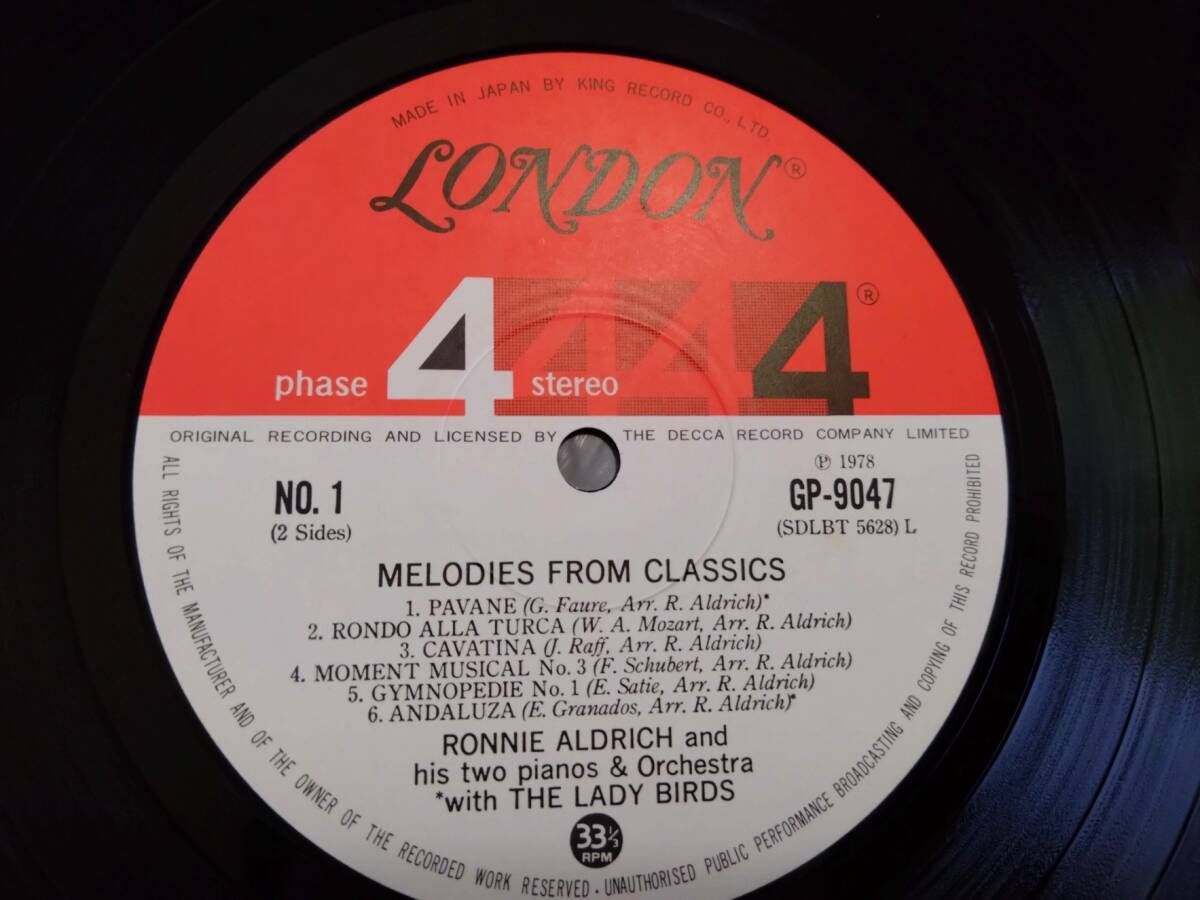 MADE IN JAPAN BY KING RECORD CO., LTD
LONDON®
phase 4 stereo 4 4 4®
ORIGINAL RECORDING AND LICENSED BY THE DECCA RECORD COMPANY LIMITED
℗ 1978
NO. 1
GP-9047
(2 Sides)
(SDLBT 5628) L
MELODIES FROM CLASSICS
1. PAVANE (G. Faure, Arr. R. Aldrich)*
2. RONDO ALLA TURCA (W. A. Mozart, Arr. R. Aldrich)
3. CAVATINA (J. Raff, Arr. R. Aldrich)
4. MOMENT MUSICAL No. 3 (F. Schubert, Arr. R. Aldrich)
5. GYMNOPEDIE No. 1 (E. Satie, Arr. R. Aldrich)
6. ANDALUZA (E. Granados, Arr. R. Aldrich)*
RONNIE ALDRICH and
his two pianos & Orchestra
*with THE LADY BIRDS
33⅓
RPM
ALL RIGHTS OF THE MANUFACTURER AND OF THE OWNER OF THE RECORDED WORK RESERVED. UNAUTHORISED PUBLIC PERFORMANCE BROADCASTING AND COPYING OF THIS RECORD PROHIBITED